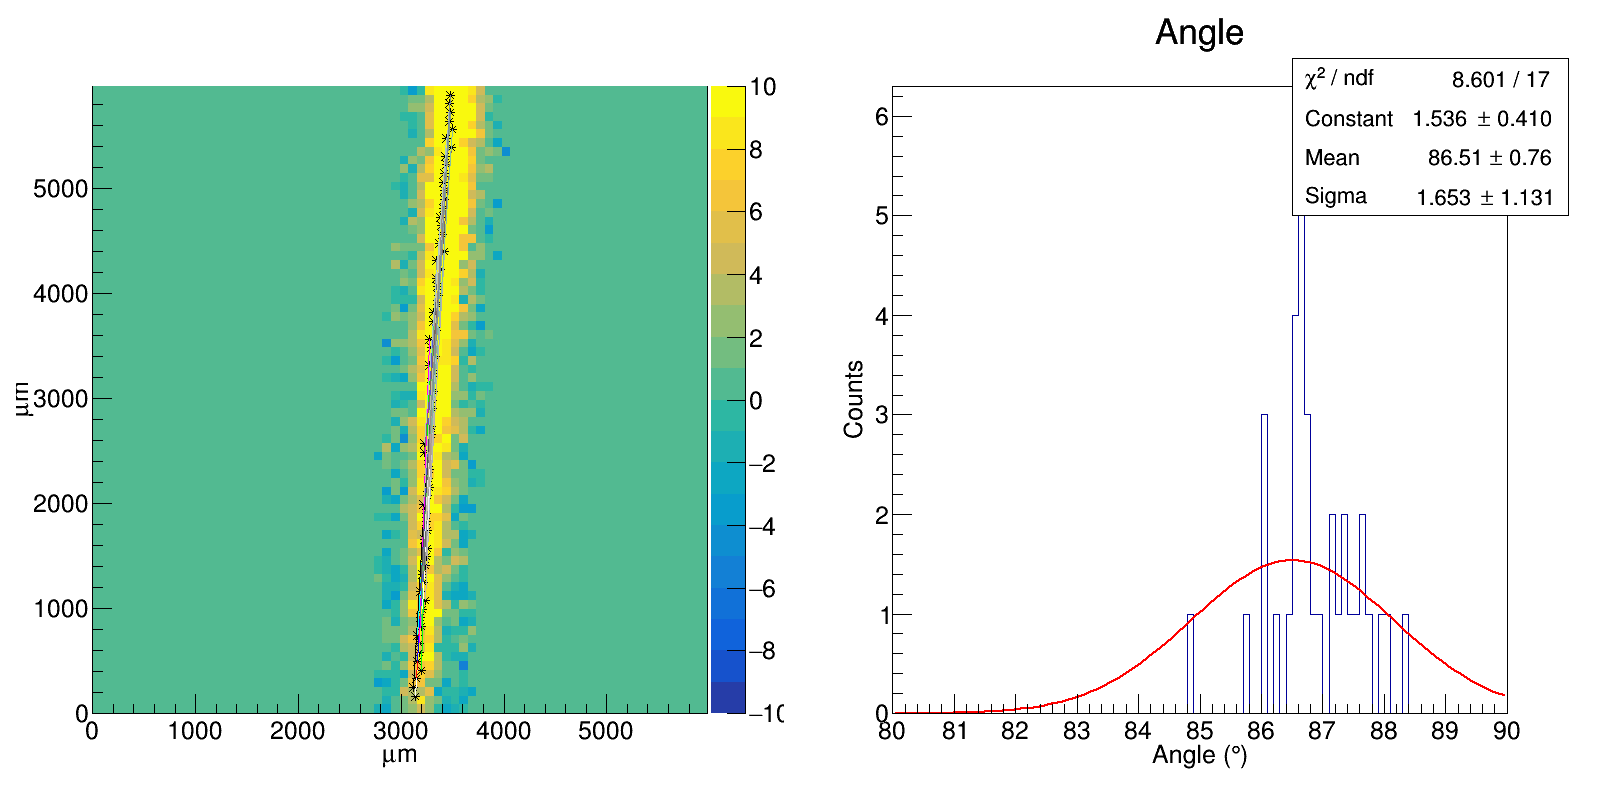 Angle
χ² / ndf 8.601 / 17
Constant 1.536 ± 0.410
Mean 86.51 ± 0.76
Sigma 1.653 ± 1.131
μm
5000
4000
3000
2000
1000
0
0 1000 2000 3000 4000 5000
μm
10
8
6
4
2
0
−2
−4
−6
−8
−10
Counts
6
5
4
3
2
1
0
80 81 82 83 84 85 86 87 88 89 90
Angle (°)